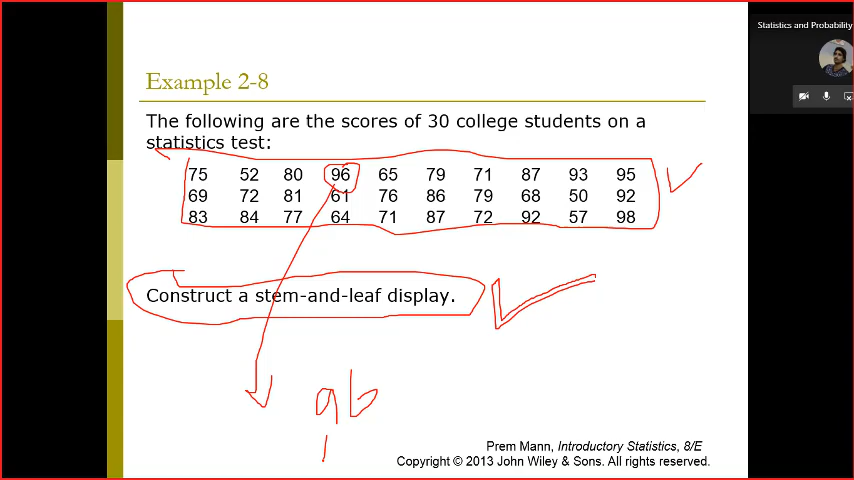 Statistics and Probability
Example 2-8
The following are the scores of 30 college students on a
statistics test:
75 52 80 96 65 79 71 87 93 95
69 72 81 61 76 86 79 68 50 92
83 84 77 64 71 87 72 92 57 98
Construct a stem-and-leaf display.
96
Prem Mann, Introductory Statistics, 8/E
Copyright © 2013 John Wiley & Sons. All rights reserved.